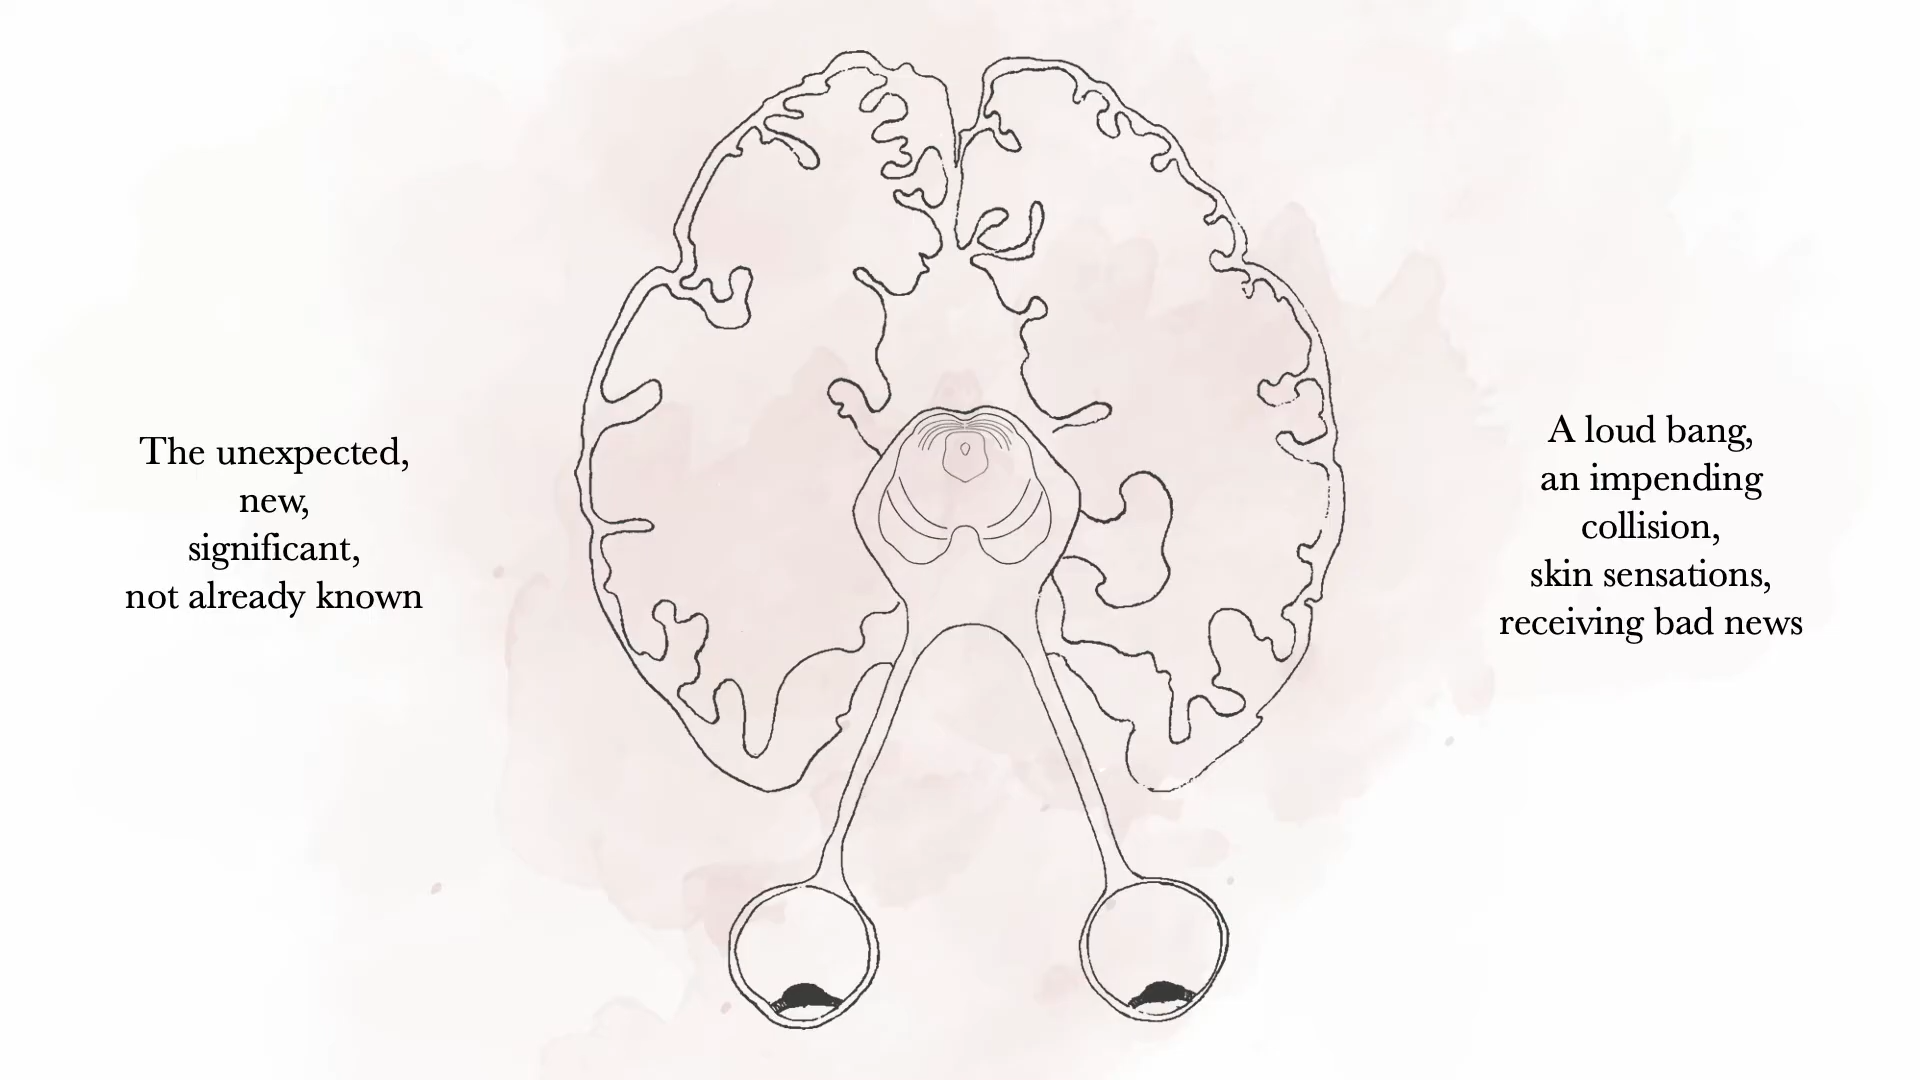 The unexpected,
new,
significant,
not already known
A loud bang,
an impending
collision,
skin sensations,
receiving bad news